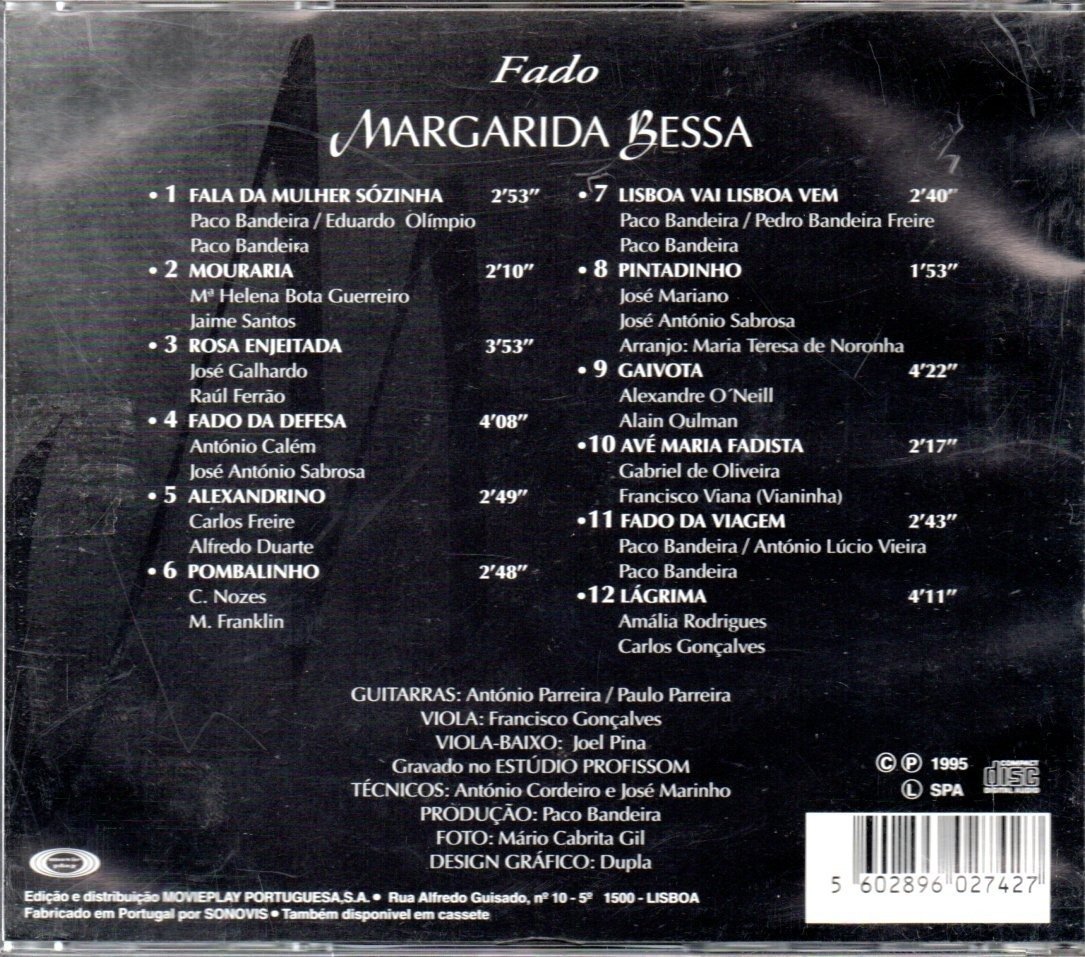 Fado
MARGARIDA BESSA
• 1 FALA DA MULHER SÓZINHA 2'53"
Paco Bandeira / Eduardo Olímpio
Paco Bandeira
• 2 MOURARIA 2'10"
Mª Helena Bota Guerreiro
Jaime Santos
• 3 ROSA ENJEITADA 3'53"
José Galhardo
Raúl Ferrão
• 4 FADO DA DEFESA 4'08"
António Calém
José António Sabrosa
• 5 ALEXANDRINO 2'49"
Carlos Freire
Alfredo Duarte
• 6 POMBALINHO 2'48"
C. Nozes
M. Franklin
• 7 LISBOA VAI LISBOA VEM 2'40"
Paco Bandeira / Pedro Bandeira Freire
Paco Bandeira
• 8 PINTADINHO 1'53"
José Mariano
José António Sabrosa
Arranjo: Maria Teresa de Noronha
• 9 GAIVOTA 4'22"
Alexandre O´Neill
Alain Oulman
•10 AVÉ MARIA FADISTA 2'17"
Gabriel de Oliveira
Francisco Viana (Vianinha)
•11 FADO DA VIAGEM 2'43"
Paco Bandeira / António Lúcio Vieira
Paco Bandeira
•12 LÁGRIMA 4'11"
Amália Rodrigues
Carlos Gonçalves
GUITARRAS: António Parreira / Paulo Parreira
VIOLA: Francisco Gonçalves
VIOLA-BAIXO: Joel Pina
Gravado no ESTÚDIO PROFISSOM
TÉCNICOS: António Cordeiro e José Marinho
PRODUÇÃO: Paco Bandeira
FOTO: Mário Cabrita Gil
DESIGN GRÁFICO: Dupla
Ⓒ Ⓟ 1995
Ⓛ SPA
COMPACT
disc
DIGITAL AUDIO
movie
play
Edição e distribuição MOVIEPLAY PORTUGUESA,S.A. • Rua Alfredo Guisado, nº 10 - 5º 1500 - LISBOA
Fabricado em Portugal por SONOVIS • Também disponivel em cassete
5 602896 027427